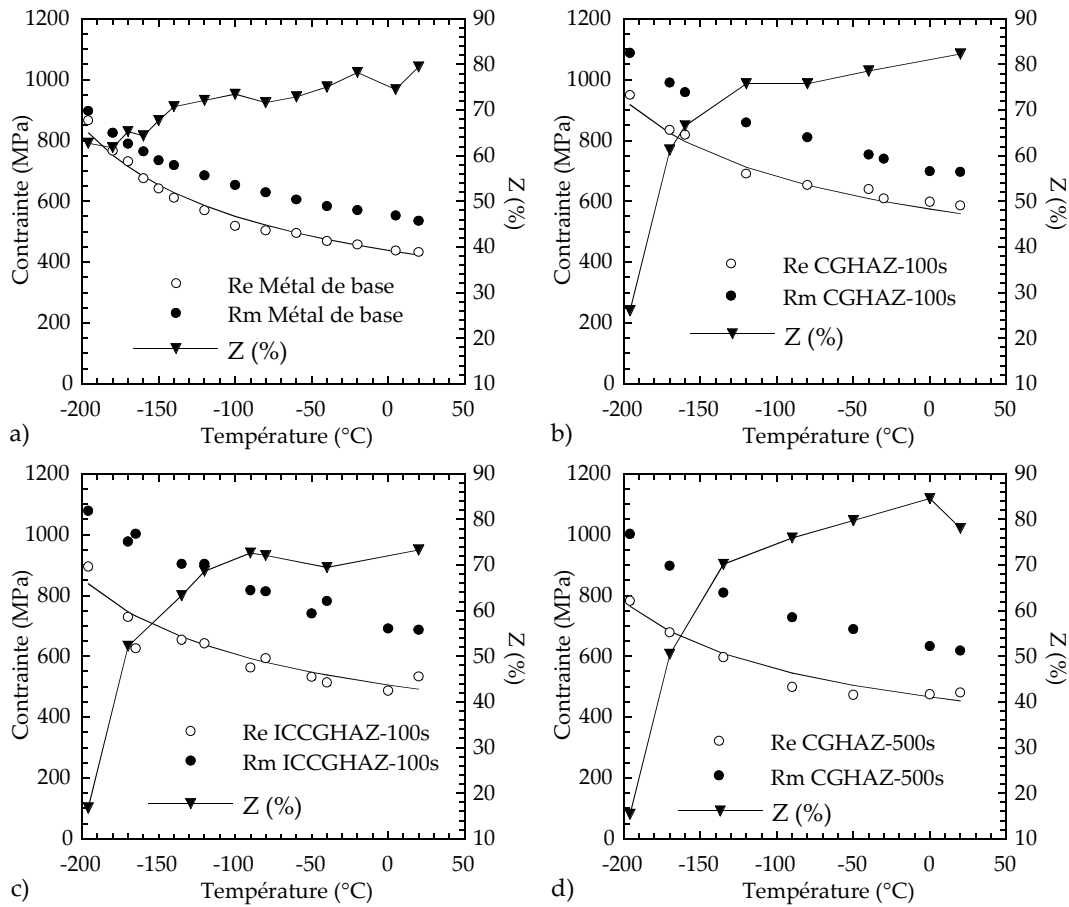 1200
1000
800
600
400
200
0
Contrainte (MPa)
90
80
70
60
50
40
30
20
10
Z (%)
Re Métal de base
Rm Métal de base
Z (%)
-200 -150 -100 -50 0 50
Température (°C)
a)
1200
1000
800
600
400
200
0
Contrainte (MPa)
90
80
70
60
50
40
30
20
10
Z (%)
Re CGHAZ-100s
Rm CGHAZ-100s
Z (%)
-200 -150 -100 -50 0 50
Température (°C)
b)
1200
1000
800
600
400
200
0
Contrainte (MPa)
90
80
70
60
50
40
30
20
10
Z (%)
Re ICCGHAZ-100s
Rm ICCGHAZ-100s
Z (%)
-200 -150 -100 -50 0 50
Température (°C)
c)
1200
1000
800
600
400
200
0
Contrainte (MPa)
90
80
70
60
50
40
30
20
10
Z (%)
Re CGHAZ-500s
Rm CGHAZ-500s
Z (%)
-200 -150 -100 -50 0 50
Température (°C)
d)